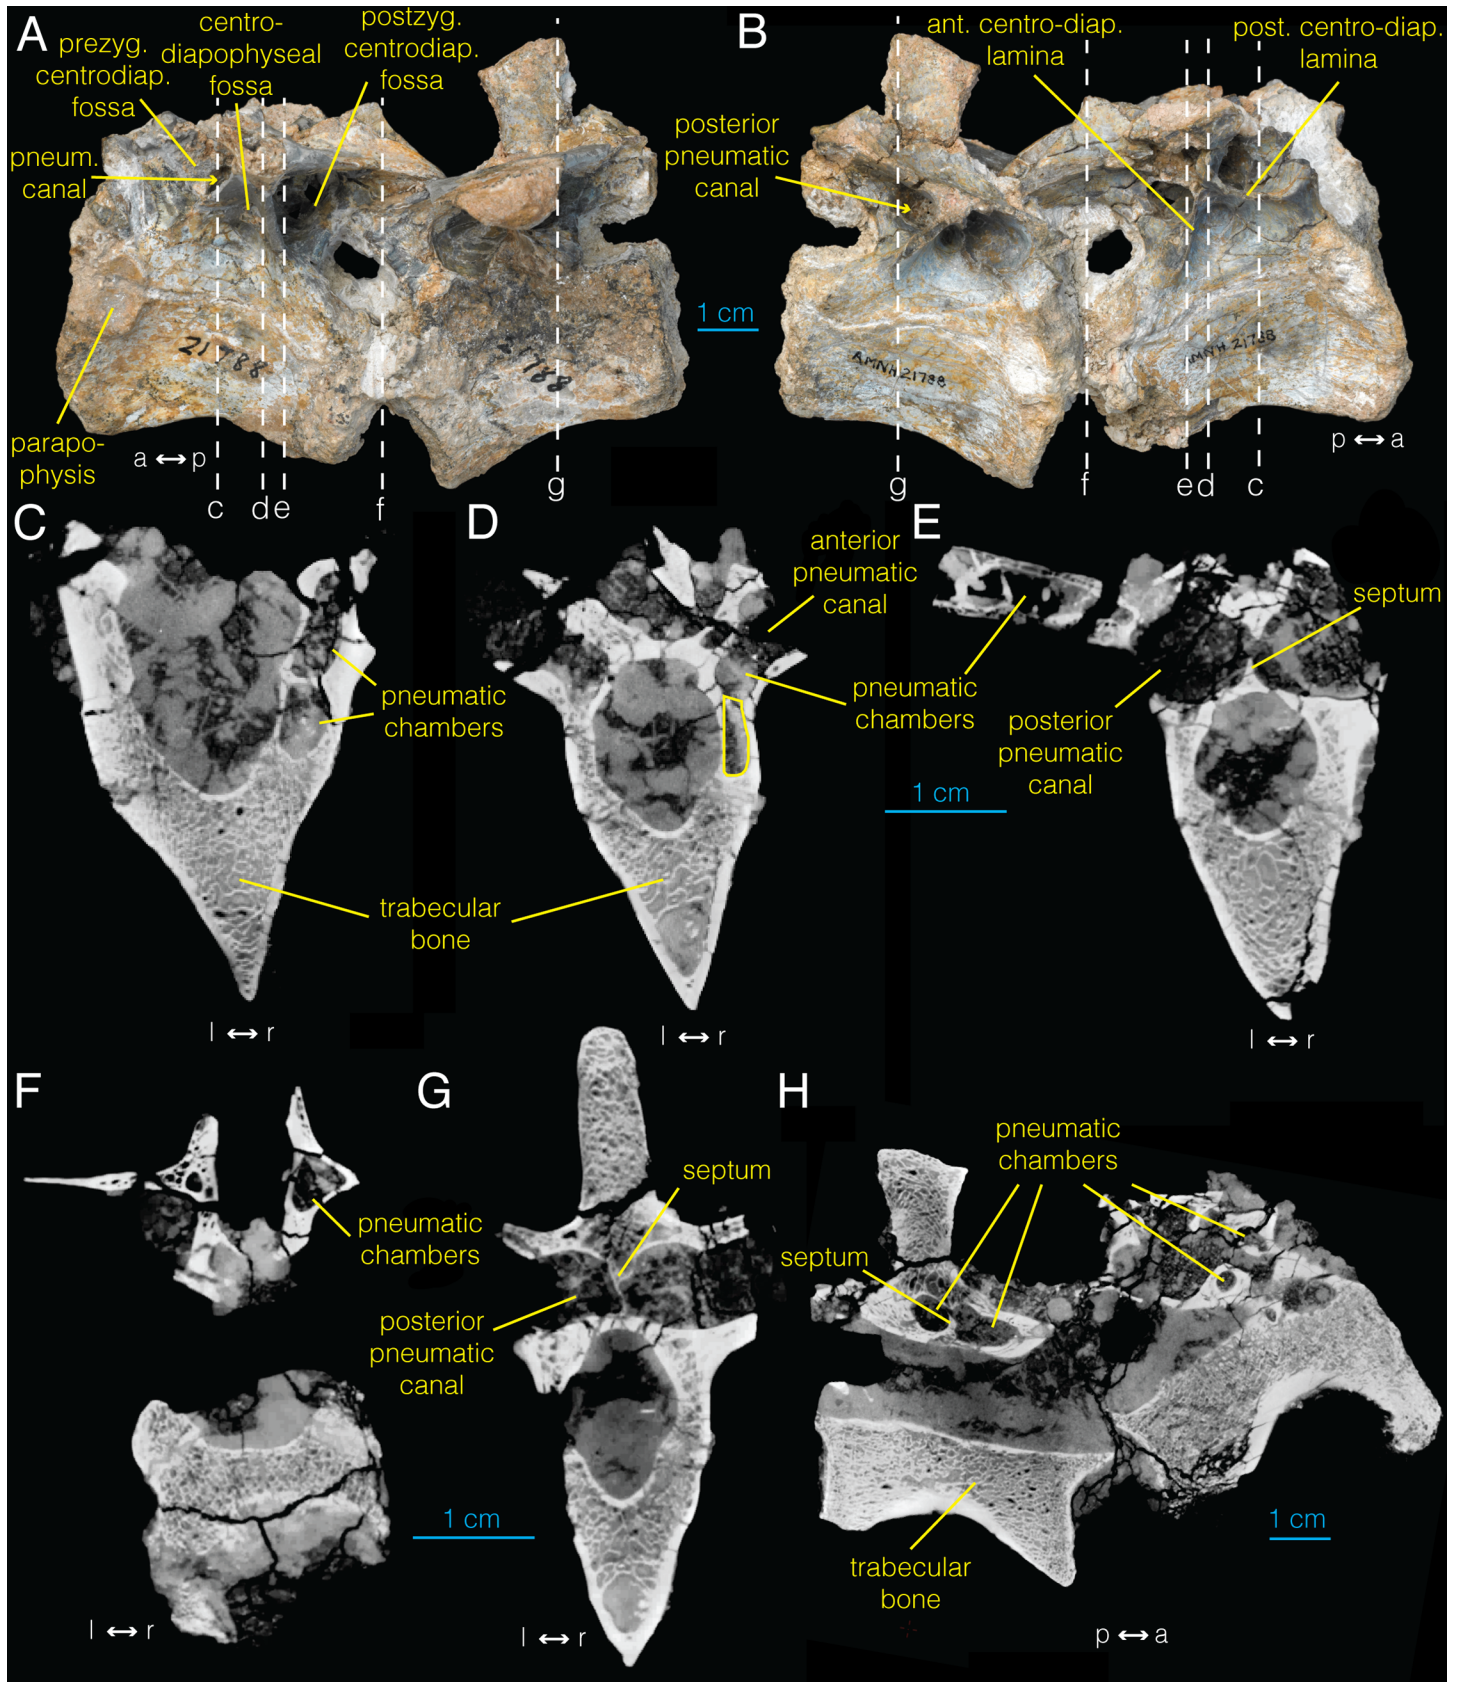 A
prezyg.
centrodiap.
fossa
centro-
diapophyseal
fossa
postzyg.
centrodiap.
fossa
pneum.
canal
parapo-
physis
21788
21788
a ↔ p
c
d
e
f
g
1 cm
B
ant. centro-diap.
lamina
post. centro-diap.
lamina
posterior
pneumatic
canal
AMNH 21788
AMNH 21788
p ↔ a
g
f
e
d
c
C
pneumatic
chambers
trabecular
bone
l ↔ r
D
anterior
pneumatic
canal
pneumatic
chambers
l ↔ r
1 cm
E
septum
posterior
pneumatic
canal
l ↔ r
F
pneumatic
chambers
l ↔ r
1 cm
G
septum
posterior
pneumatic
canal
l ↔ r
H
pneumatic
chambers
septum
trabecular
bone
1 cm
p ↔ a